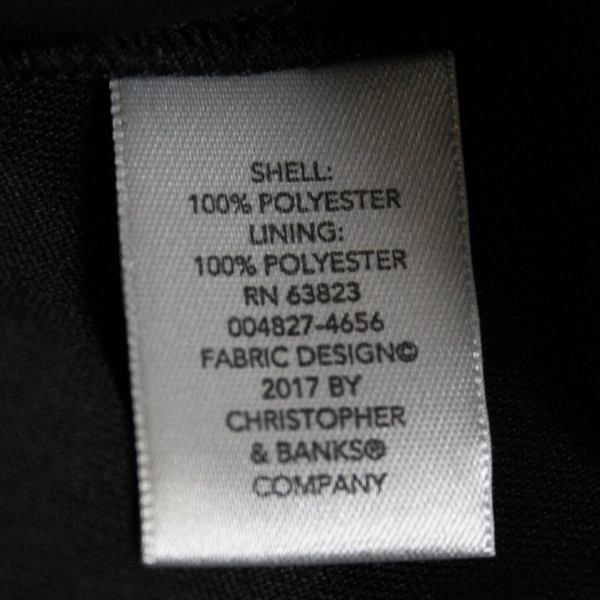 SHELL:
100% POLYESTER
LINING:
100% POLYESTER
RN 63823
004827-4656
FABRIC DESIGN©
2017 BY
CHRISTOPHER
& BANKS®
COMPANY